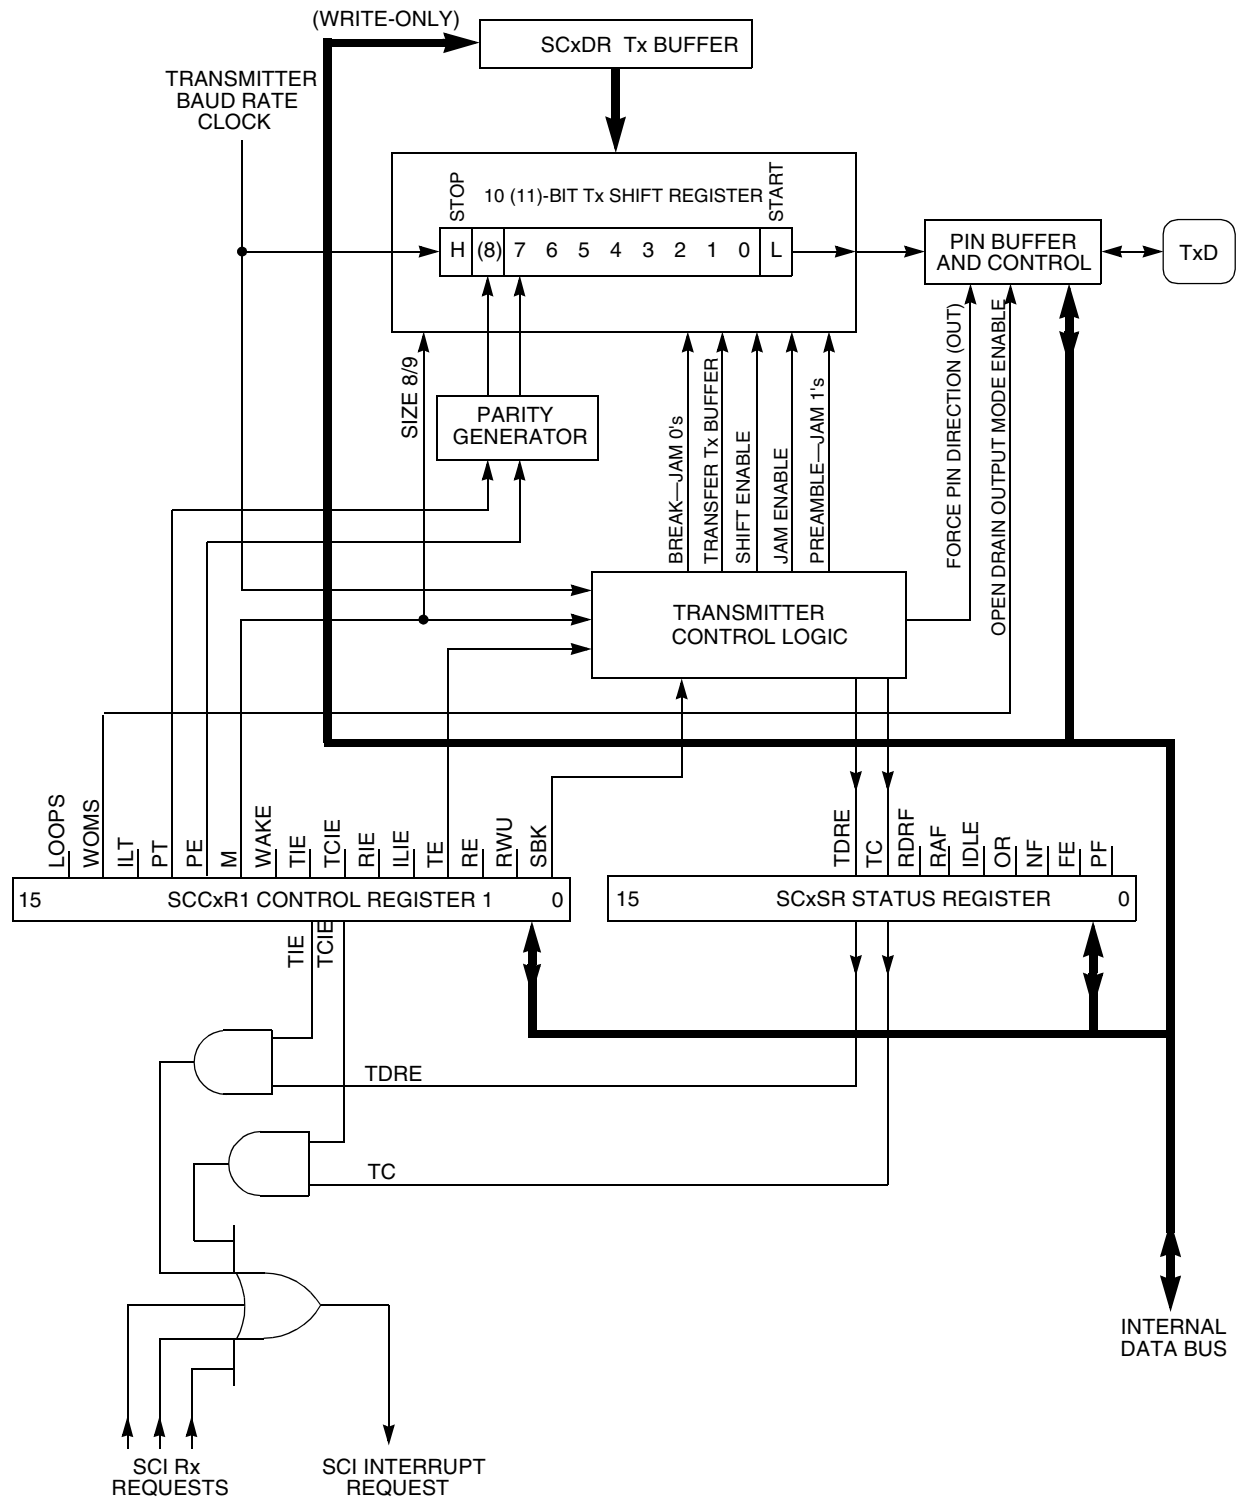 (WRITE-ONLY)
SCxDR Tx BUFFER
TRANSMITTER
BAUD RATE
CLOCK
STOP
10 (11)-BIT Tx SHIFT REGISTER
START
H (8) 7 6 5 4 3 2 1 0 L
PIN BUFFER
AND CONTROL
TxD
SIZE 8/9
PARITY
GENERATOR
BREAK—JAM 0's
TRANSFER Tx BUFFER
SHIFT ENABLE
JAM ENABLE
PREAMBLE—JAM 1's
FORCE PIN DIRECTION (OUT)
OPEN DRAIN OUTPUT MODE ENABLE
TRANSMITTER
CONTROL LOGIC
LOOPS
WOMS
ILT
PT
PE
M
WAKE
TIE
TCIE
RIE
ILIE
TE
RE
RWU
SBK
TDRE
TC
RDRF
RAF
IDLE
OR
NF
FE
PF
15 SCCxR1 CONTROL REGISTER 1 0
15 SCxSR STATUS REGISTER 0
TIE
TCIE
TDRE
TC
INTERNAL
DATA BUS
SCI Rx
REQUESTS
SCI INTERRUPT
REQUEST